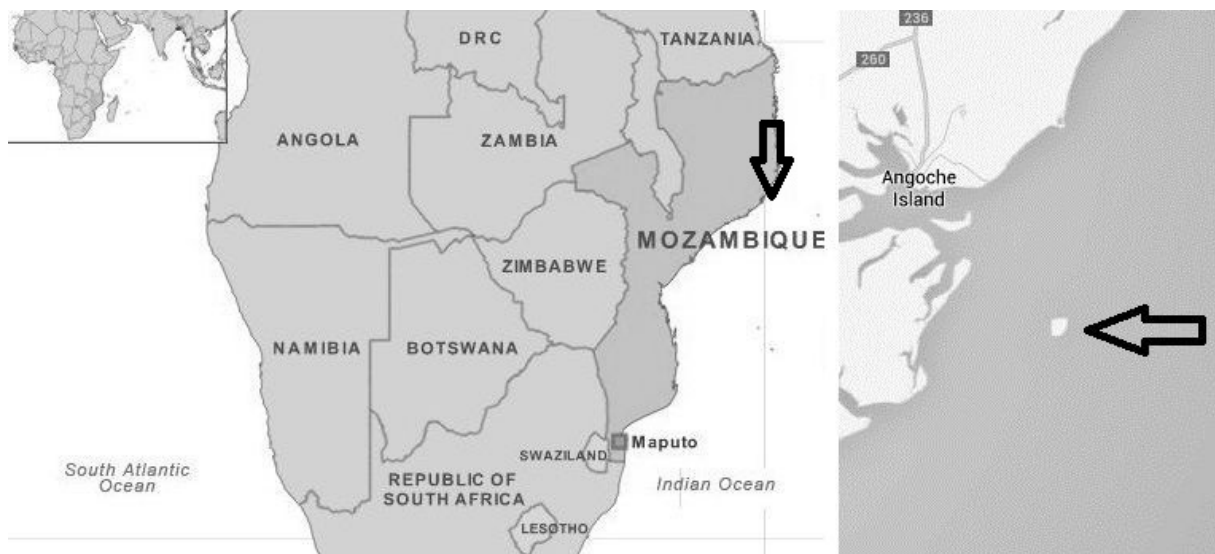 DRC
TANZANIA
ANGOLA
ZAMBIA
MOZAMBIQUE
ZIMBABWE
NAMIBIA
BOTSWANA
Maputo
SWAZILAND
South Atlantic
Ocean
REPUBLIC OF
SOUTH AFRICA
Indian Ocean
LESOTHO
236
260
Angoche
Island